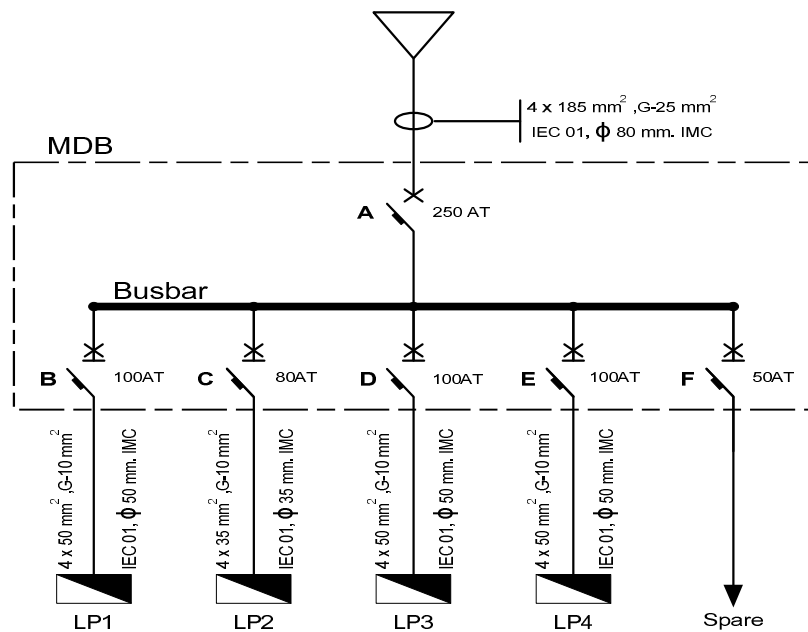 4 x 185 mm² ,G-25 mm²
IEC 01, ϕ 80 mm. IMC
MDB
A
250 AT
Busbar
B
100AT
C
80AT
D
100AT
E
100AT
F
50AT
4 x 50 mm² ,G-10 mm²
IEC 01, ϕ 50 mm. IMC
4 x 35 mm² ,G-10 mm²
IEC 01, ϕ 35 mm. IMC
4 x 50 mm² ,G-10 mm²
IEC 01, ϕ 50 mm. IMC
4 x 50 mm² ,G-10 mm²
IEC 01, ϕ 50 mm. IMC
LP1
LP2
LP3
LP4
Spare